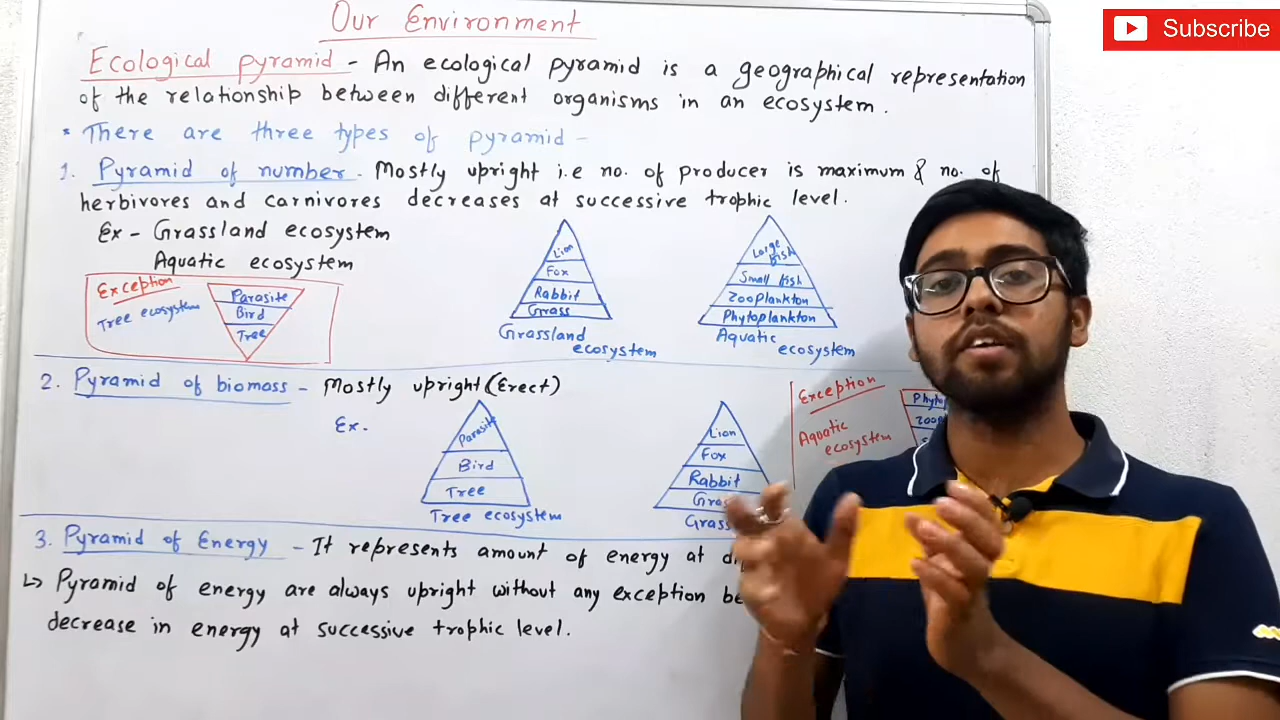 Subscribe
Our Environment
Ecological pyramid - An ecological pyramid is a geographical representation
of the relationship between different organisms in an ecosystem.
* There are three types of pyramid -
1. Pyramid of number - Mostly upright i.e no. of producer is maximum & no. of
herbivores and carnivores decreases at successive trophic level.
Ex - Grassland ecosystem
Aquatic ecosystem
Exception
Tree ecosystem
Parasite
Bird
Tree
Lion
Fox
Rabbit
Grass
Grassland
ecosystem
Large
fish
Small fish
Zooplankton
Phytoplankton
Aquatic
ecosystem
2. Pyramid of biomass - Mostly upright (Erect)
Ex.
Parasite
Bird
Tree
Tree ecosystem
Lion
Fox
Rabbit
Gras
Grass
Exception
Aquatic
ecosystem
Phytop
zoop
3. Pyramid of Energy - It represents amount of energy at di
↳ Pyramid of energy are always upright without any exception be
decrease in energy at successive trophic level.